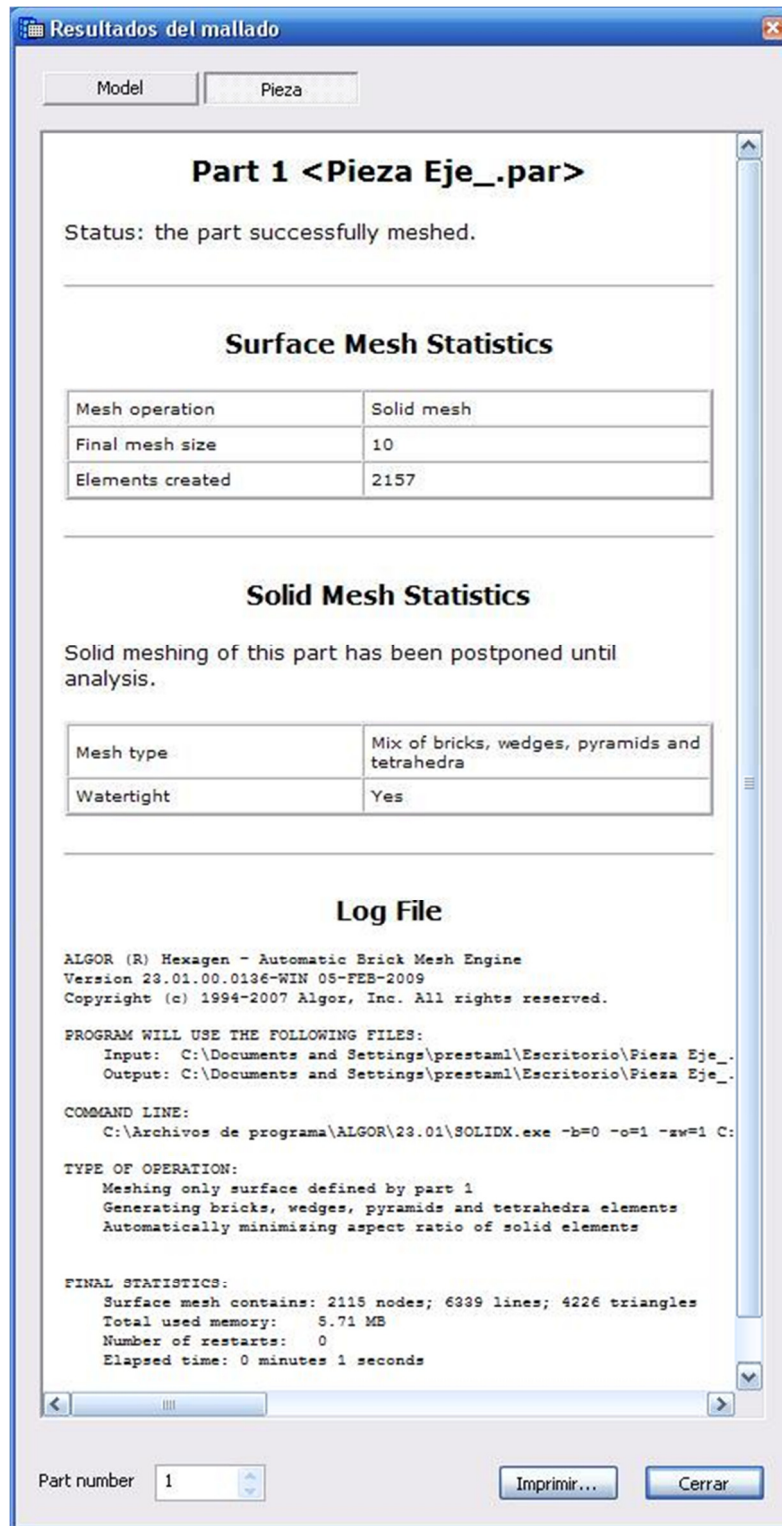 Resultados del mallado
Model
Pieza
Part 1 <Pieza Eje_.par>
Status: the part successfully meshed.
Surface Mesh Statistics
Mesh operation Solid mesh
Final mesh size 10
Elements created 2157
Solid Mesh Statistics
Solid meshing of this part has been postponed until
analysis.
Mesh type Mix of bricks, wedges, pyramids and
tetrahedra
Watertight Yes
Log File
ALGOR (R) Hexagen - Automatic Brick Mesh Engine
Version 23.01.00.0136-WIN 05-FEB-2009
Copyright (c) 1994-2007 Algor, Inc. All rights reserved.
PROGRAM WILL USE THE FOLLOWING FILES:
Input: C:\Documents and Settings\prestaml\Escritorio\Pieza Eje_.
Output: C:\Documents and Settings\prestaml\Escritorio\Pieza Eje_.
COMMAND LINE:
C:\Archivos de programa\ALGOR\23.01\SOLIDX.exe -b=0 -o=1 -zw=1 C:
TYPE OF OPERATION:
Meshing only surface defined by part 1
Generating bricks, wedges, pyramids and tetrahedra elements
Automatically minimizing aspect ratio of solid elements
FINAL STATISTICS:
Surface mesh contains: 2115 nodes; 6339 lines; 4226 triangles
Total used memory: 5.71 MB
Number of restarts: 0
Elapsed time: 0 minutes 1 seconds
Part number 1
Imprimir...
Cerrar